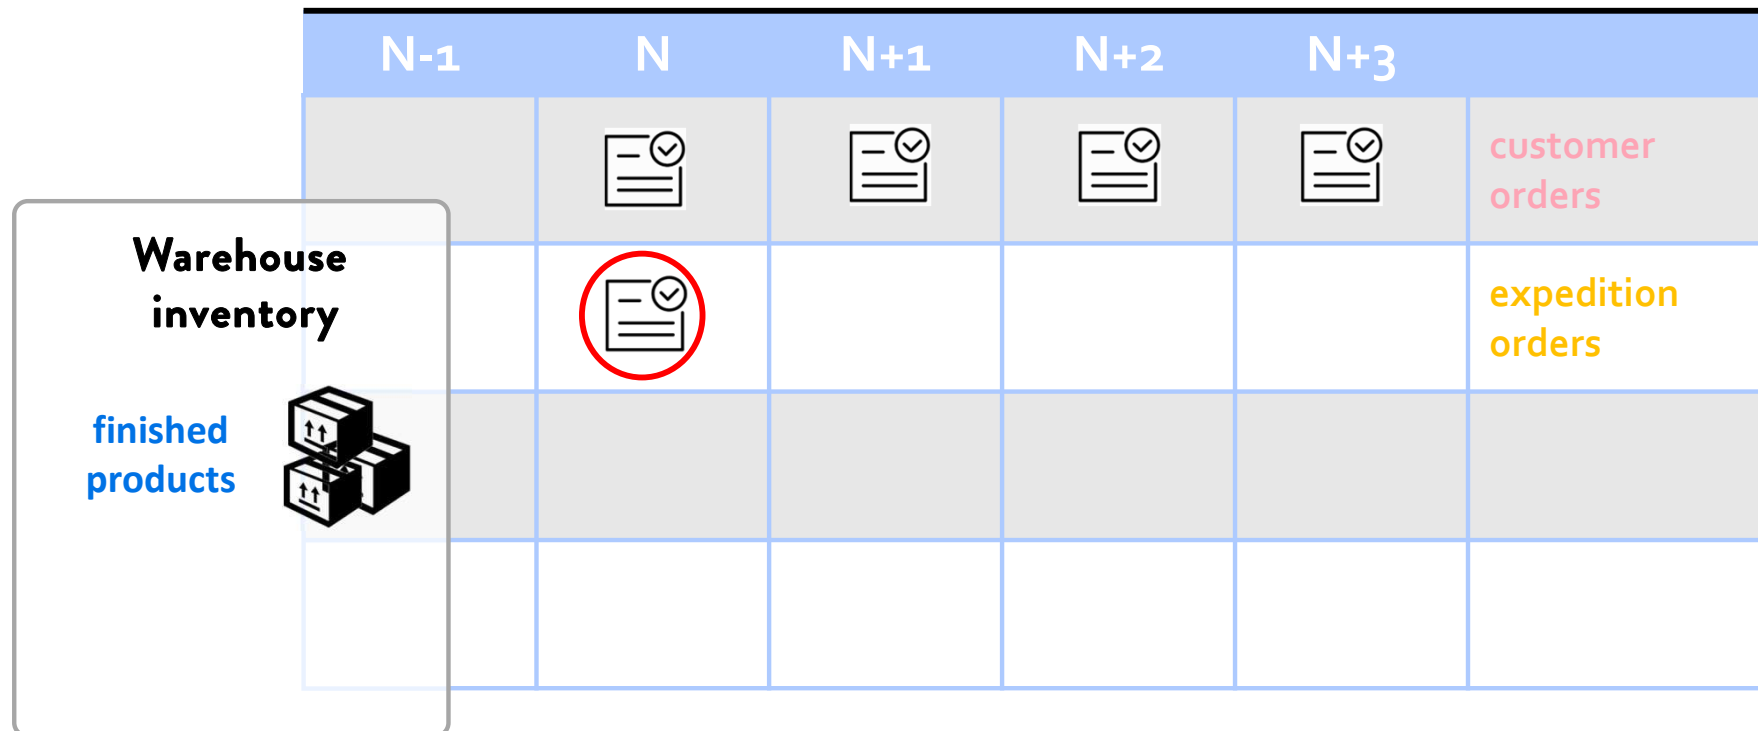 N-1 N N+1 N+2 N+3
customer
orders
Warehouse
inventory
expedition
orders
finished
products